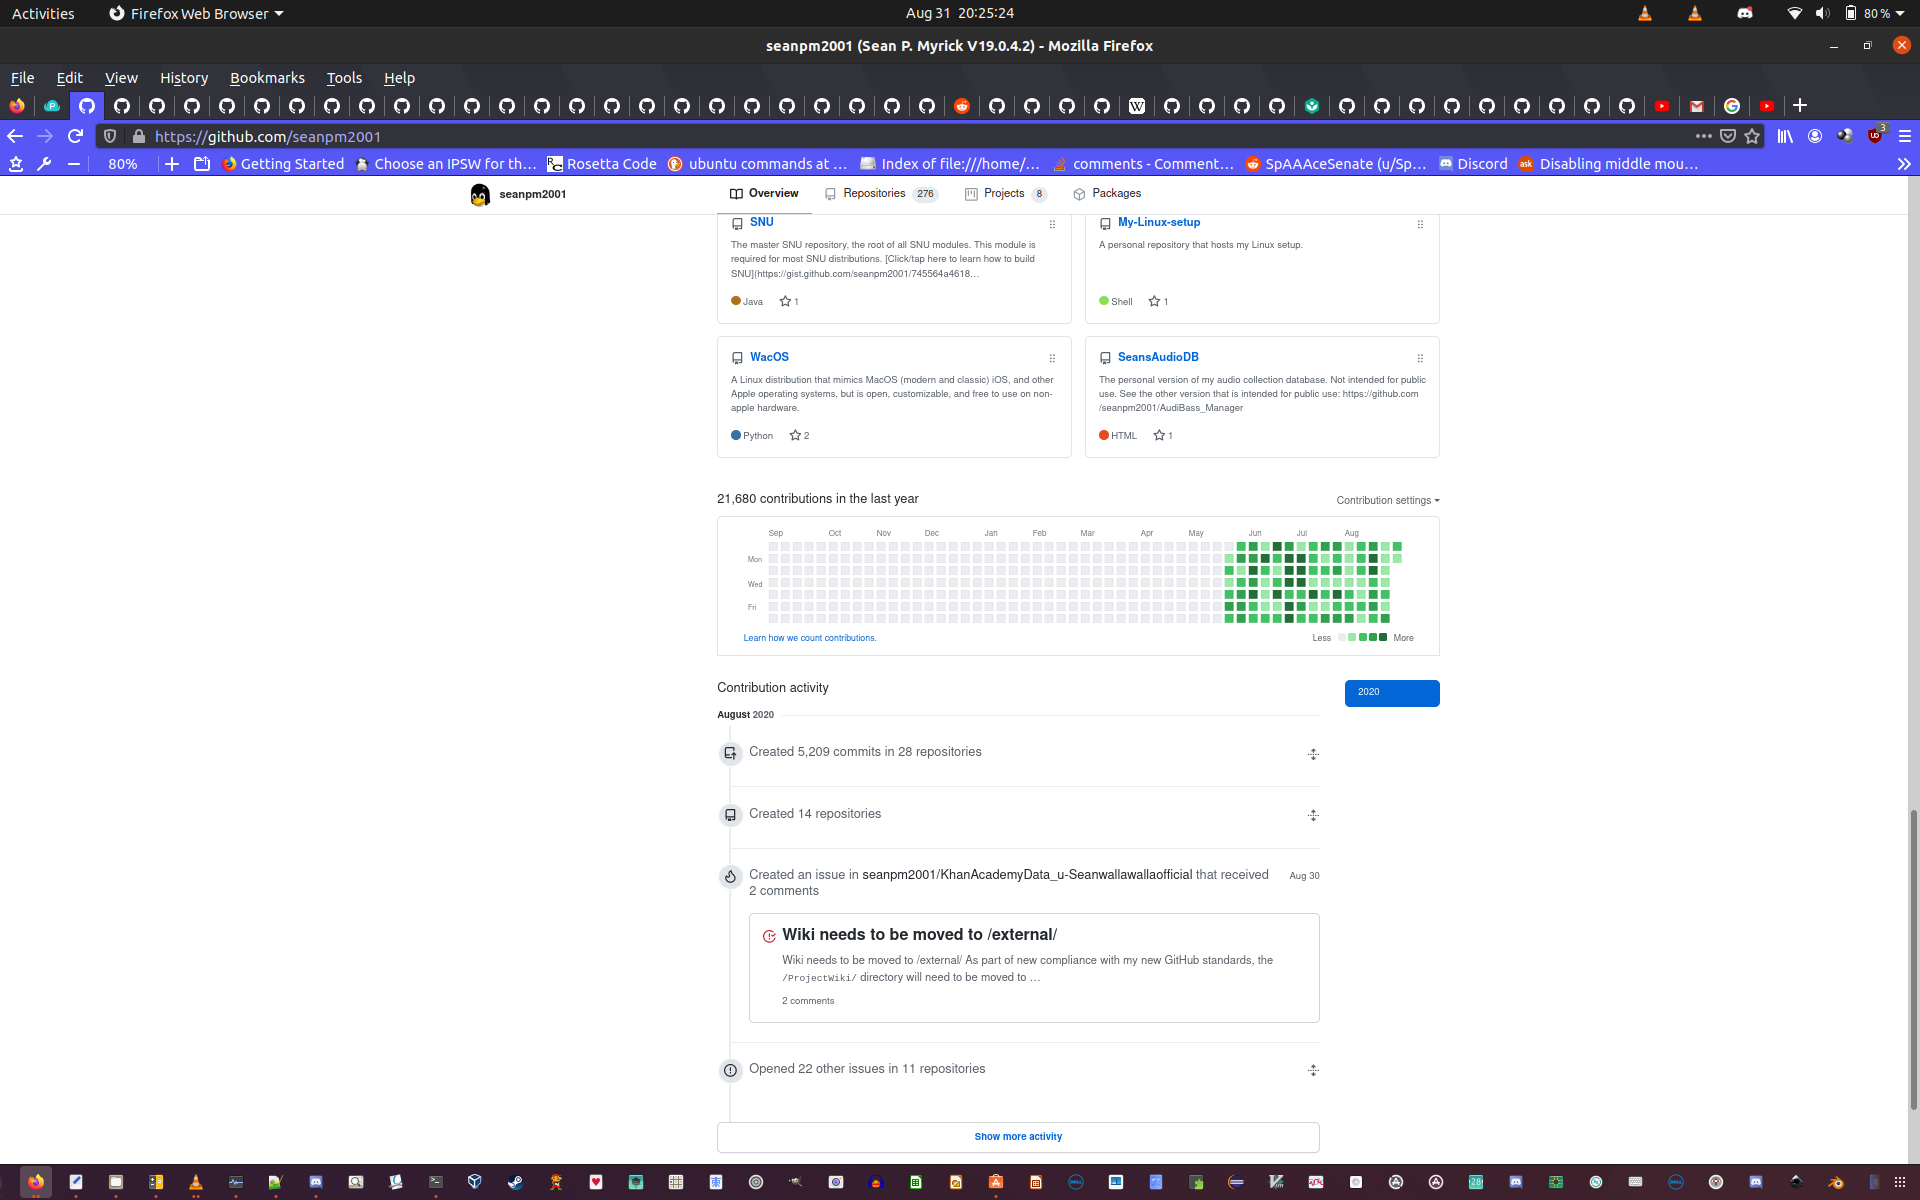 Activities
Firefox Web Browser
Aug 31 20:25:24
80 %
seanpm2001 (Sean P. Myrick V19.0.4.2) - Mozilla Firefox
File Edit View History Bookmarks Tools Help
https://github.com/seanpm2001
3
80%
Getting Started
Choose an IPSW for th…
Rosetta Code
ubuntu commands at …
Index of file:///home/…
comments - Comment…
SpAAAceSenate (u/Sp…
Discord
Disabling middle mou…
seanpm2001
Overview
Repositories 276
Projects 8
Packages
SNU
The master SNU repository, the root of all SNU modules. This module is
required for most SNU distributions. [Click/tap here to learn how to build
SNU](https://gist.github.com/seanpm2001/745564a4618…
Java 1
My-Linux-setup
A personal repository that hosts my Linux setup.
Shell 1
WacOS
A Linux distribution that mimics MacOS (modern and classic) iOS, and other
Apple operating systems, but is open, customizable, and free to use on non-
apple hardware.
Python 2
SeansAudioDB
The personal version of my audio collection database. Not intended for public
use. See the other version that is intended for public use: https://github.com
/seanpm2001/AudiBass_Manager
HTML 1
21,680 contributions in the last year
Contribution settings
Sep Oct Nov Dec Jan Feb Mar Apr May Jun Jul Aug
Mon
Wed
Fri
Learn how we count contributions.
Less More
Contribution activity
2020
August 2020
Created 5,209 commits in 28 repositories
Created 14 repositories
Created an issue in seanpm2001/KhanAcademyData_u-Seanwallawallaofficial that received
2 comments
Aug 30
Wiki needs to be moved to /external/
Wiki needs to be moved to /external/ As part of new compliance with my new GitHub standards, the
/ProjectWiki/ directory will need to be moved to …
2 comments
Opened 22 other issues in 11 repositories
Show more activity